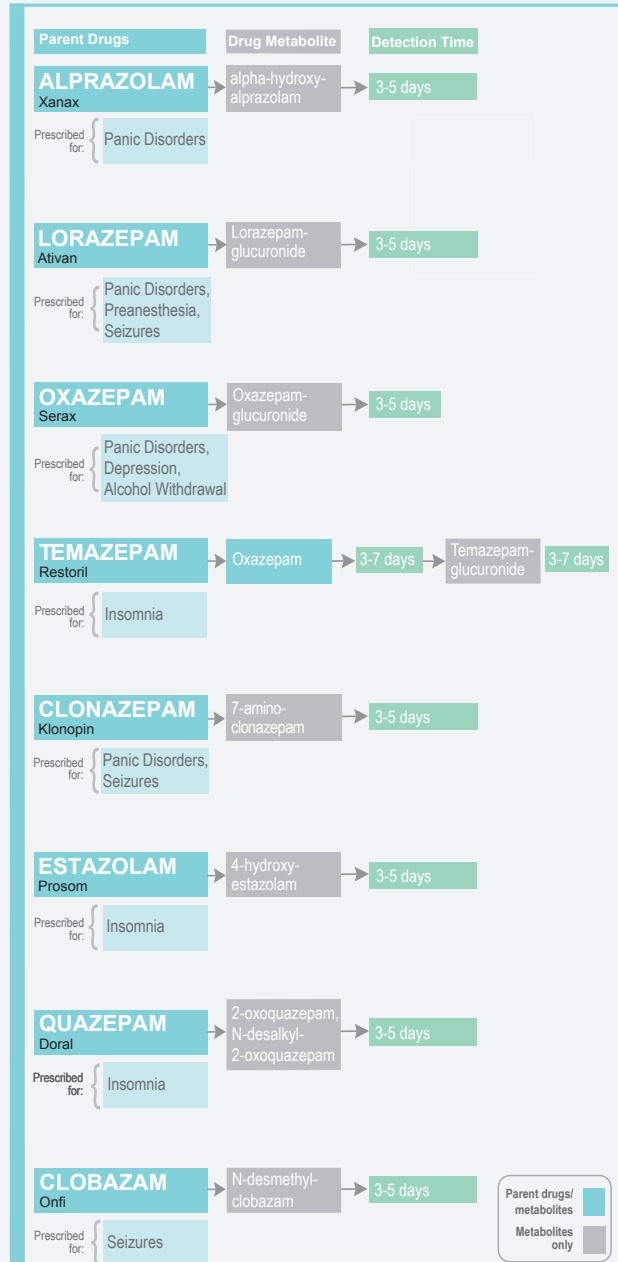 Parent Drugs
Drug Metabolite
Detection Time
ALPRAZOLAM
Xanax
alpha-hydroxy-
alprazolam
3-5 days
Prescribed
for:
Panic Disorders
LORAZEPAM
Ativan
Lorazepam-
glucuronide
3-5 days
Prescribed
for:
Panic Disorders,
Preanesthesia,
Seizures
OXAZEPAM
Serax
Oxazepam-
glucuronide
3-5 days
Prescribed
for:
Panic Disorders,
Depression,
Alcohol Withdrawal
TEMAZEPAM
Restoril
Oxazepam
3-7 days
Temazepam-
glucuronide
3-7 days
Prescribed
for:
Insomnia
CLONAZEPAM
Klonopin
7-amino-
clonazepam
3-5 days
Prescribed
for:
Panic Disorders,
Seizures
ESTAZOLAM
Prosom
4-hydroxy-
estazolam
3-5 days
Prescribed
for:
Insomnia
QUAZEPAM
Doral
2-oxoquazepam,
N-desalkyl-
2-oxoquazepam
3-5 days
Prescribed
for:
Insomnia
CLOBAZAM
Onfi
N-desmethyl-
clobazam
3-5 days
Prescribed
for:
Seizures
Parent drugs/
metabolites
Metabolites
only